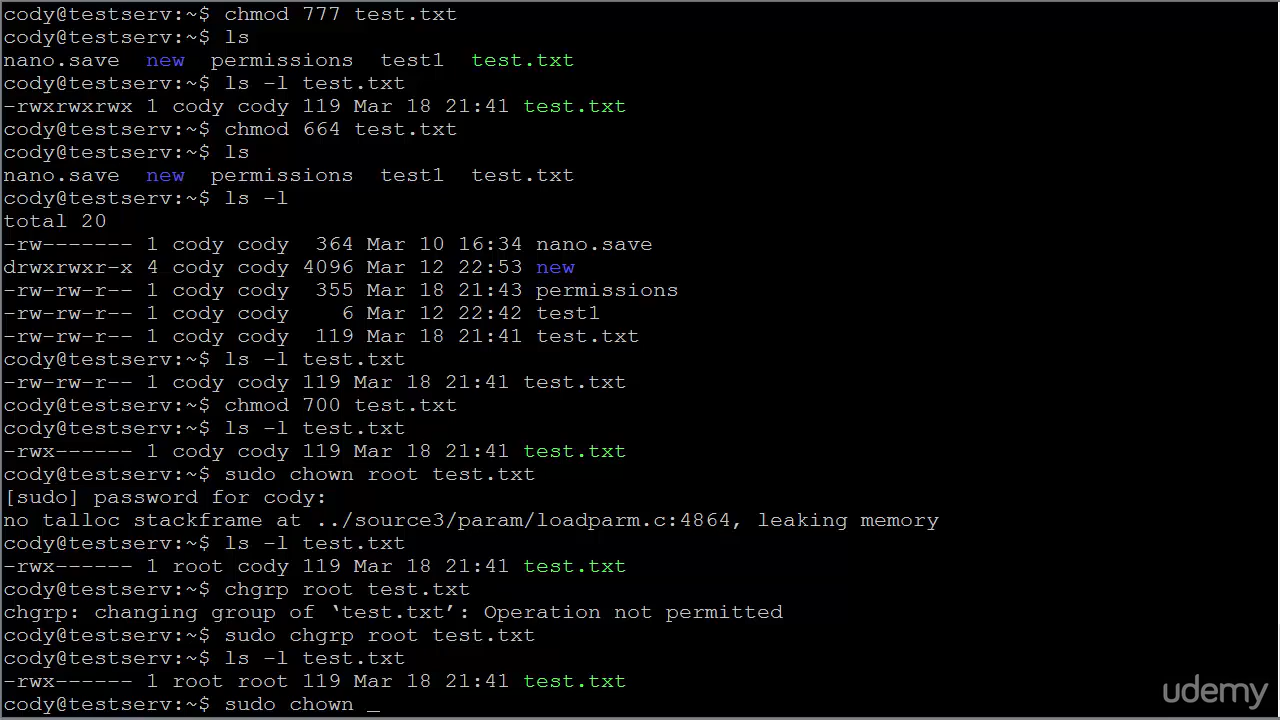 cody@testserv:~$ chmod 777 test.txt
cody@testserv:~$ ls
nano.save  new  permissions  test1  test.txt
cody@testserv:~$ ls -l test.txt
-rwxrwxrwx 1 cody cody 119 Mar 18 21:41 test.txt
cody@testserv:~$ chmod 664 test.txt
cody@testserv:~$ ls
nano.save  new  permissions  test1  test.txt
cody@testserv:~$ ls -l
total 20
-rw------- 1 cody cody  364 Mar 10 16:34 nano.save
drwxrwxr-x 4 cody cody 4096 Mar 12 22:53 new
-rw-rw-r-- 1 cody cody  355 Mar 18 21:43 permissions
-rw-rw-r-- 1 cody cody    6 Mar 12 22:42 test1
-rw-rw-r-- 1 cody cody  119 Mar 18 21:41 test.txt
cody@testserv:~$ ls -l test.txt
-rw-rw-r-- 1 cody cody 119 Mar 18 21:41 test.txt
cody@testserv:~$ chmod 700 test.txt
cody@testserv:~$ ls -l test.txt
-rwx------ 1 cody cody 119 Mar 18 21:41 test.txt
cody@testserv:~$ sudo chown root test.txt
[sudo] password for cody:
no talloc stackframe at ../source3/param/loadparm.c:4864, leaking memory
cody@testserv:~$ ls -l test.txt
-rwx------ 1 root cody 119 Mar 18 21:41 test.txt
cody@testserv:~$ chgrp root test.txt
chgrp: changing group of ‘test.txt’: Operation not permitted
cody@testserv:~$ sudo chgrp root test.txt
cody@testserv:~$ ls -l test.txt
-rwx------ 1 root root 119 Mar 18 21:41 test.txt
cody@testserv:~$ sudo chown _
udemy